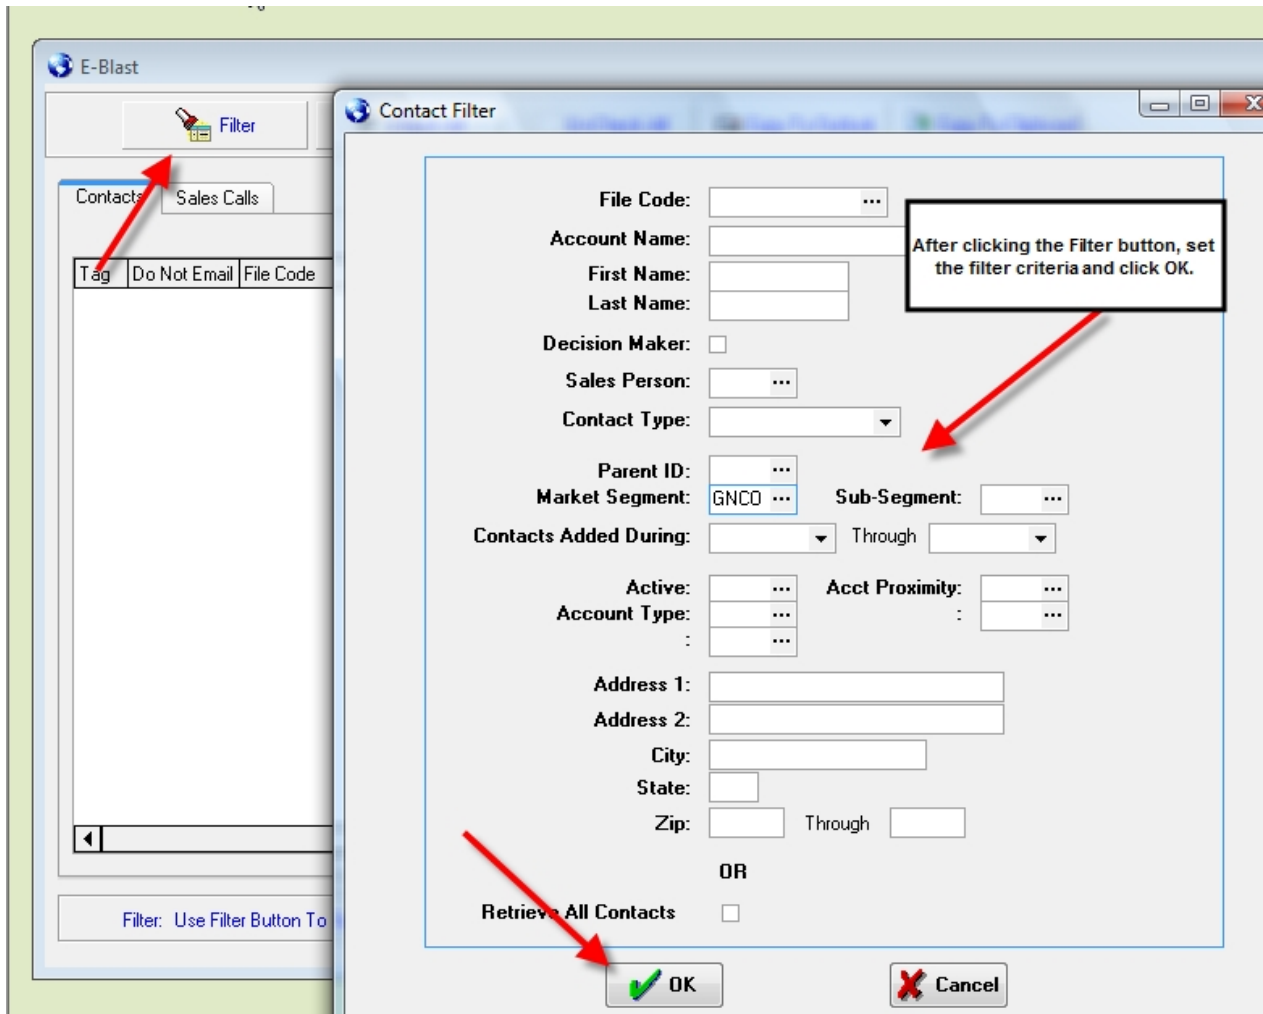 E-Blast
Contact Filter
Filter
Contacts
Sales Calls
Tag Do Not Email File Code
File Code: ...
Account Name:
After clicking the Filter button, set
the filter criteria and click OK.
First Name:
Last Name:
Decision Maker:
Sales Person: ...
Contact Type:
Parent ID: ...
Market Segment: GNCO ... Sub-Segment: ...
Contacts Added During: Through
Active: ... Acct Proximity: ...
Account Type: ... : ...
: ...
Address 1:
Address 2:
City:
State:
Zip: Through
OR
Retrieve All Contacts
Filter: Use Filter Button To
OK
Cancel